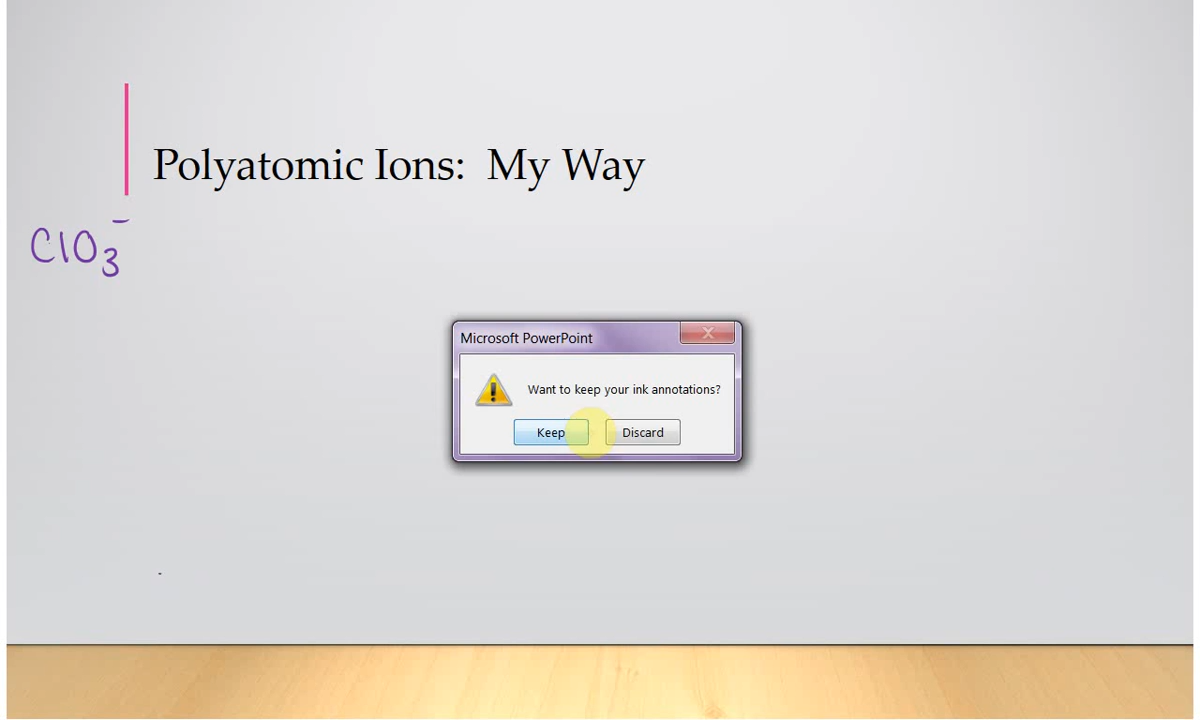 Polyatomic Ions: My Way
ClO₃⁻
Microsoft PowerPoint
Want to keep your ink annotations?
Keep
Discard